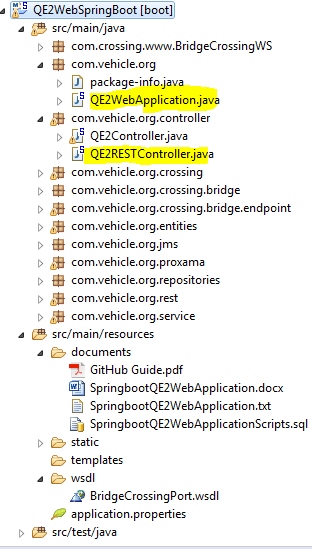 QE2WebSpringBoot [boot]
src/main/java
com.crossing.www.BridgeCrossingWS
com.vehicle.org
package-info.java
QE2WebApplication.java
com.vehicle.org.controller
QE2Controller.java
QE2RESTController.java
com.vehicle.org.crossing
com.vehicle.org.crossing.bridge
com.vehicle.org.crossing.bridge.endpoint
com.vehicle.org.entities
com.vehicle.org.jms
com.vehicle.org.proxama
com.vehicle.org.repositories
com.vehicle.org.rest
com.vehicle.org.service
src/main/resources
documents
GitHub Guide.pdf
SpringbootQE2WebApplication.docx
SpringbootQE2WebApplication.txt
SpringbootQE2WebApplicationScripts.sql
static
templates
wsdl
BridgeCrossingPort.wsdl
application.properties
src/test/java